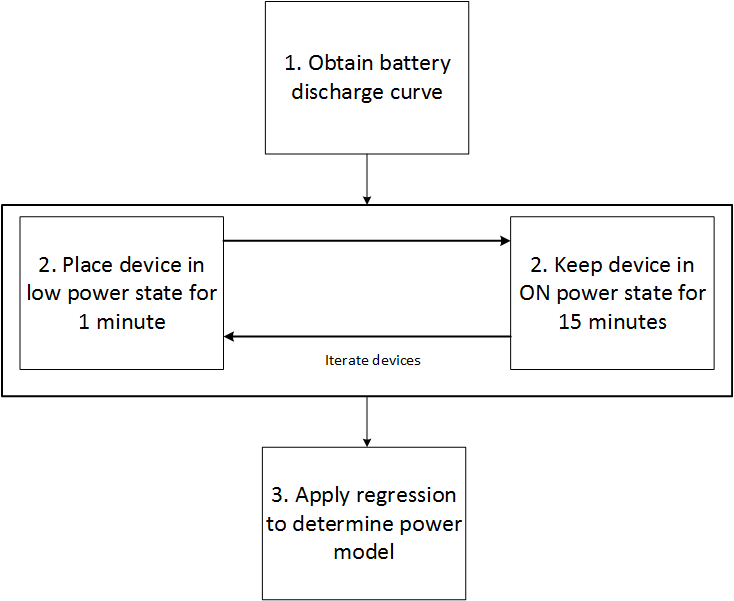 1. Obtain battery
discharge curve
2. Place device in
low power state for
1 minute
2. Keep device in
ON power state for
15 minutes
Iterate devices
3. Apply regression
to determine power
model